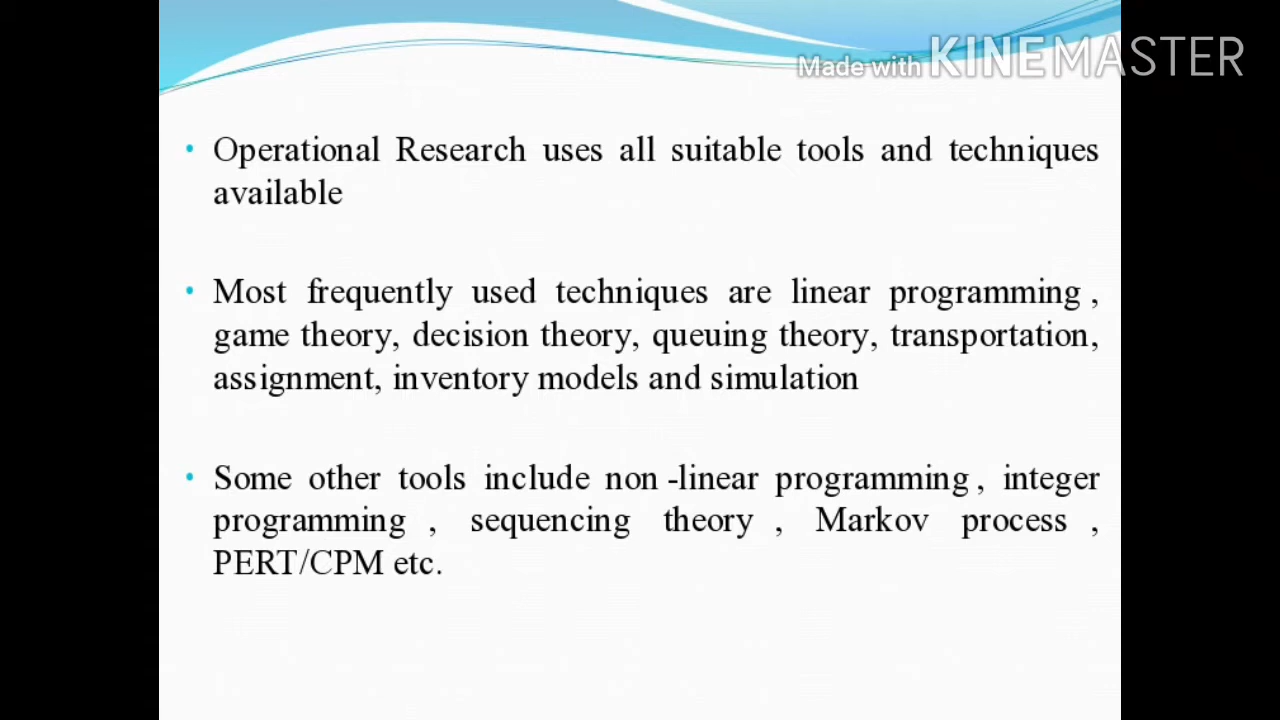 Made with KINEMASTER
• Operational Research uses all suitable tools and techniques
available
• Most frequently used techniques are linear programming ,
game theory, decision theory, queuing theory, transportation,
assignment, inventory models and simulation
• Some other tools include non -linear programming , integer
programming , sequencing theory , Markov process ,
PERT/CPM etc.